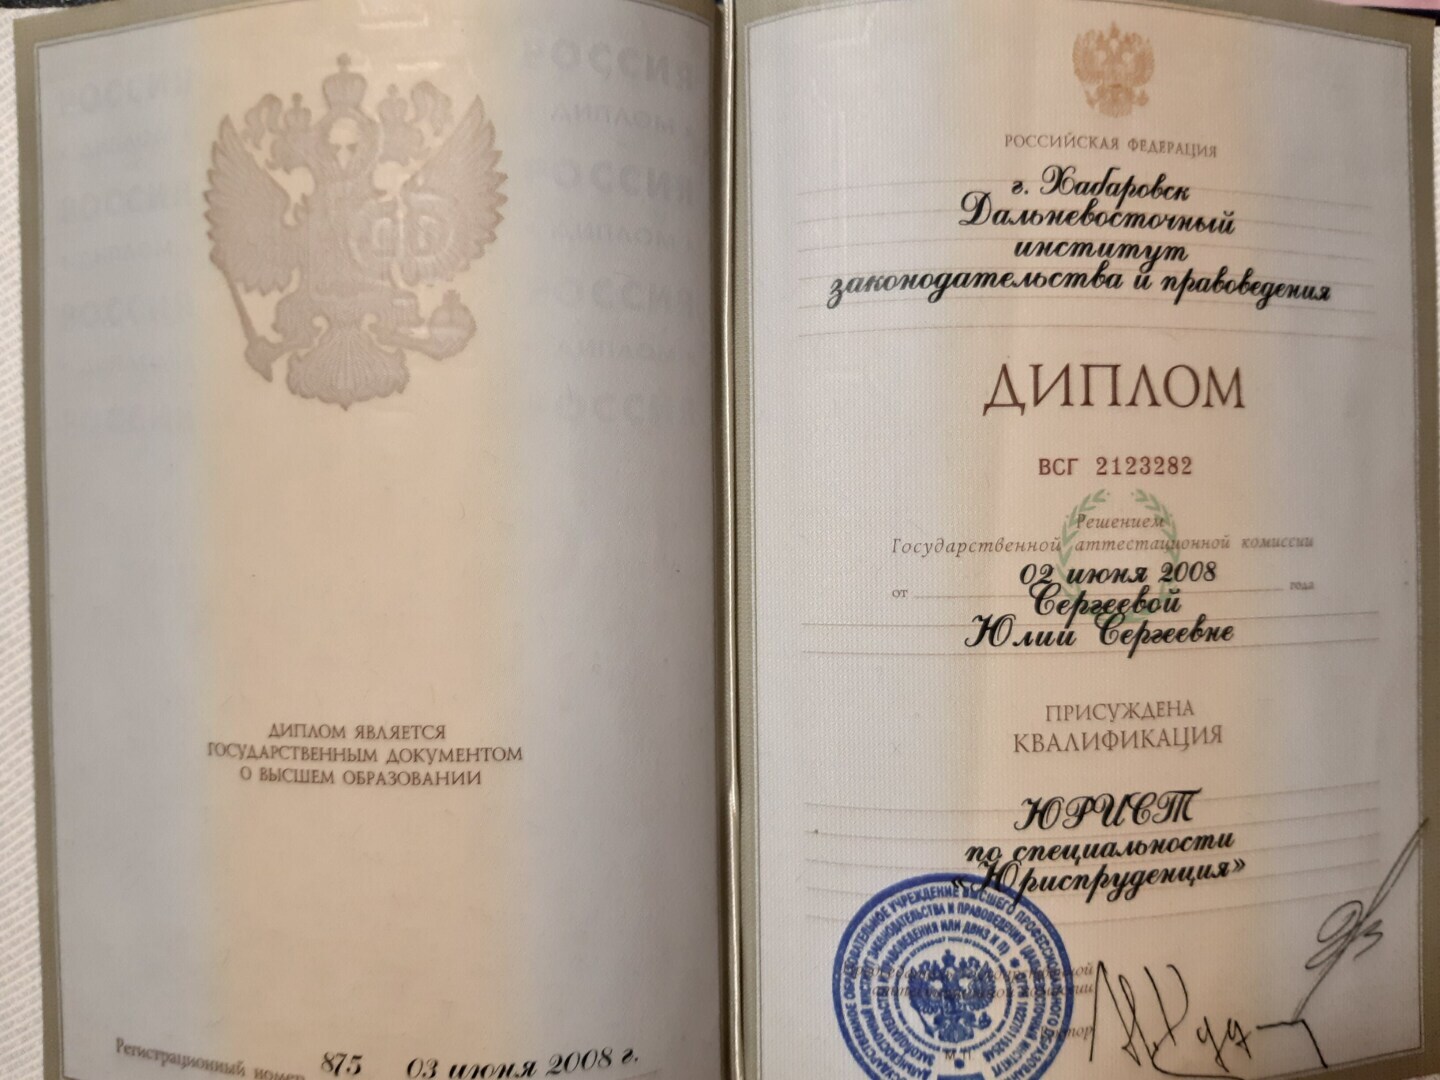 ДИПЛОМ ЯВЛЯЕТСЯ
ГОСУДАРСТВЕННЫМ ДОКУМЕНТОМ
О ВЫСШЕМ ОБРАЗОВАНИИ
Регистрационный номер 875 03 июня 2008 г.
РОССИЙСКАЯ ФЕДЕРАЦИЯ
г. Хабаровск
Дальневосточный
институт
законодательства и правоведения
ДИПЛОМ
ВСГ 2123282
Решением
Государственной аттестационной комиссии
от 02 июня 2008 года
Сергеевой
Юлии Сергеевне
ПРИСУЖДЕНА
КВАЛИФИКАЦИЯ
ЮРИСТ
по специальности
«Юриспруденция»